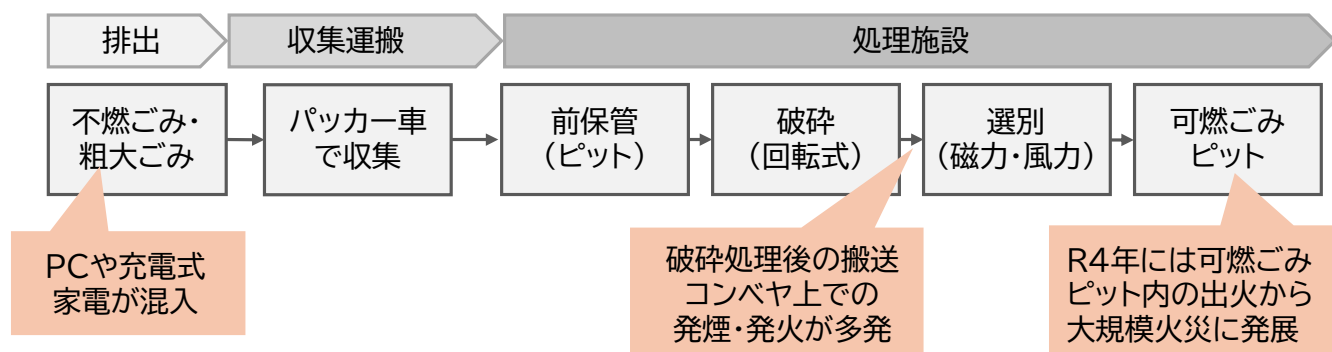 排出
収集運搬
処理施設
不燃ごみ・
粗大ごみ
パッカー車
で収集
前保管
（ピット）
破砕
（回転式）
選別
（磁力・風力）
可燃ごみ
ピット
PCや充電式
家電が混入
破砕処理後の搬送
コンベヤ上での
発煙・発火が多発
R4年には可燃ごみ
ピット内の出火から
大規模火災に発展